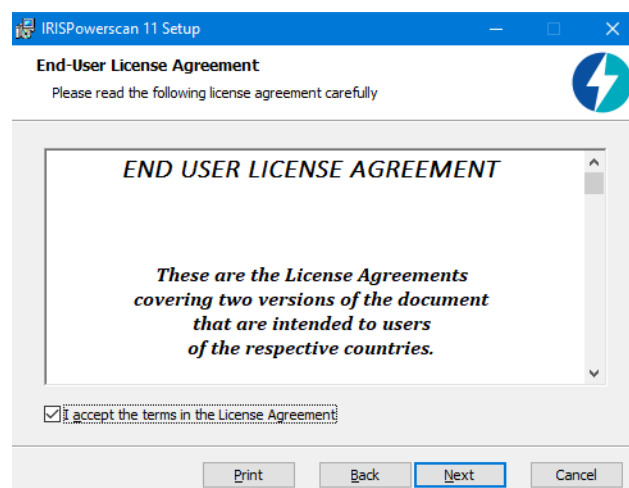 IRISPowerscan 11 Setup
End-User License Agreement
Please read the following license agreement carefully
END USER LICENSE AGREEMENT
These are the License Agreements
covering two versions of the document
that are intended to users
of the respective countries.
I accept the terms in the License Agreement
Print Back Next Cancel